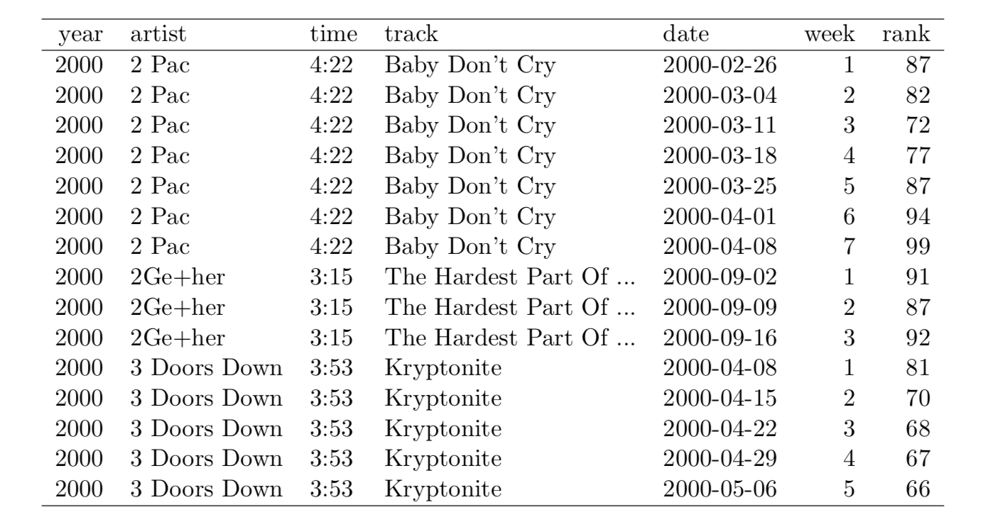 year artist time track date week rank
2000 2 Pac 4:22 Baby Don't Cry 2000-02-26 1 87
2000 2 Pac 4:22 Baby Don't Cry 2000-03-04 2 82
2000 2 Pac 4:22 Baby Don't Cry 2000-03-11 3 72
2000 2 Pac 4:22 Baby Don't Cry 2000-03-18 4 77
2000 2 Pac 4:22 Baby Don't Cry 2000-03-25 5 87
2000 2 Pac 4:22 Baby Don't Cry 2000-04-01 6 94
2000 2 Pac 4:22 Baby Don't Cry 2000-04-08 7 99
2000 2Ge+her 3:15 The Hardest Part Of ... 2000-09-02 1 91
2000 2Ge+her 3:15 The Hardest Part Of ... 2000-09-09 2 87
2000 2Ge+her 3:15 The Hardest Part Of ... 2000-09-16 3 92
2000 3 Doors Down 3:53 Kryptonite 2000-04-08 1 81
2000 3 Doors Down 3:53 Kryptonite 2000-04-15 2 70
2000 3 Doors Down 3:53 Kryptonite 2000-04-22 3 68
2000 3 Doors Down 3:53 Kryptonite 2000-04-29 4 67
2000 3 Doors Down 3:53 Kryptonite 2000-05-06 5 66